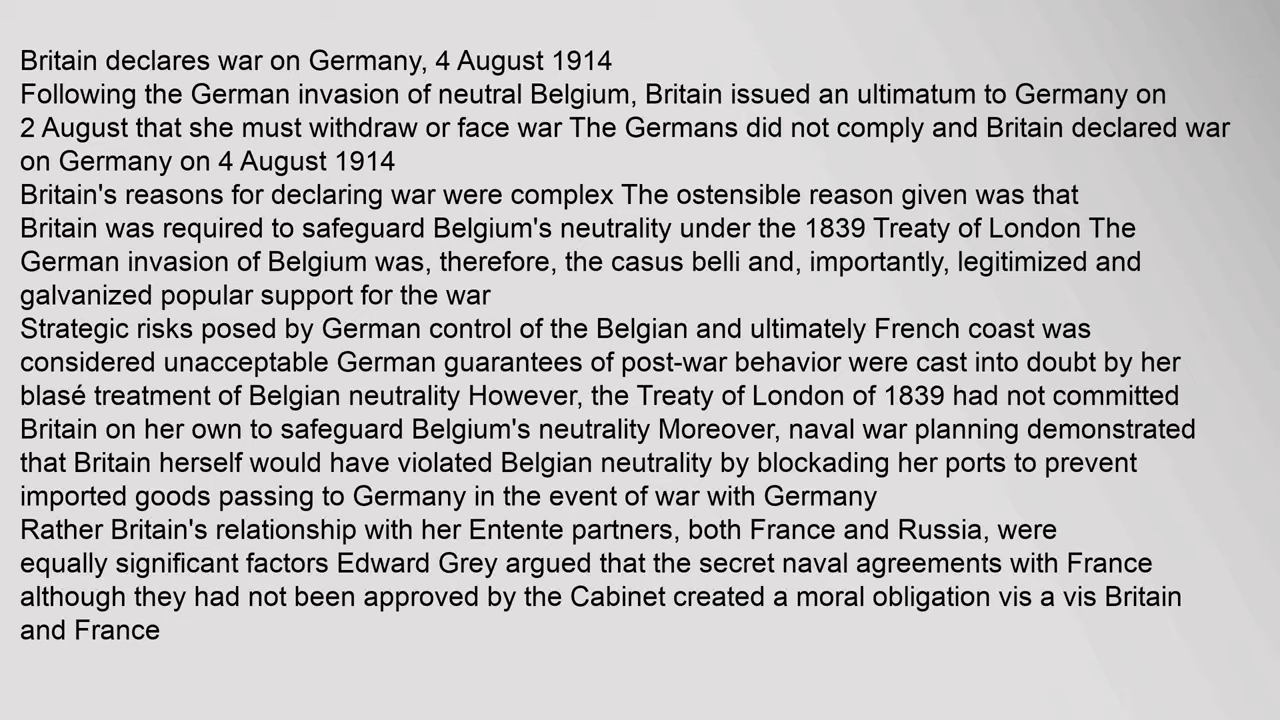 Britain declares war on Germany, 4 August 1914
Following the German invasion of neutral Belgium, Britain issued an ultimatum to Germany on
2 August that she must withdraw or face war The Germans did not comply and Britain declared war
on Germany on 4 August 1914
Britain's reasons for declaring war were complex The ostensible reason given was that
Britain was required to safeguard Belgium's neutrality under the 1839 Treaty of London The
German invasion of Belgium was, therefore, the casus belli and, importantly, legitimized and
galvanized popular support for the war
Strategic risks posed by German control of the Belgian and ultimately French coast was
considered unacceptable German guarantees of post-war behavior were cast into doubt by her
blasé treatment of Belgian neutrality However, the Treaty of London of 1839 had not committed
Britain on her own to safeguard Belgium's neutrality Moreover, naval war planning demonstrated
that Britain herself would have violated Belgian neutrality by blockading her ports to prevent
imported goods passing to Germany in the event of war with Germany
Rather Britain's relationship with her Entente partners, both France and Russia, were
equally significant factors Edward Grey argued that the secret naval agreements with France
although they had not been approved by the Cabinet created a moral obligation vis a vis Britain
and France